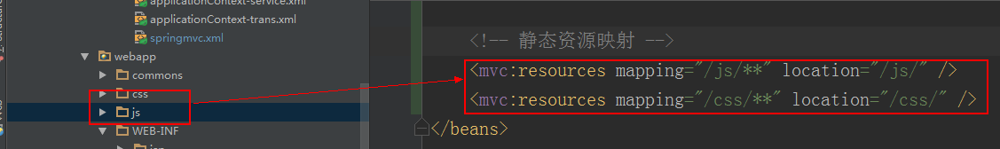 applicationContext-service.xml
applicationContext-trans.xml
springmvc.xml
webapp
commons
css
js
WEB-INF
<!-- 静态资源映射 -->
<mvc:resources mapping="/js/**" location="/js/" />
<mvc:resources mapping="/css/**" location="/css/" />
</beans>